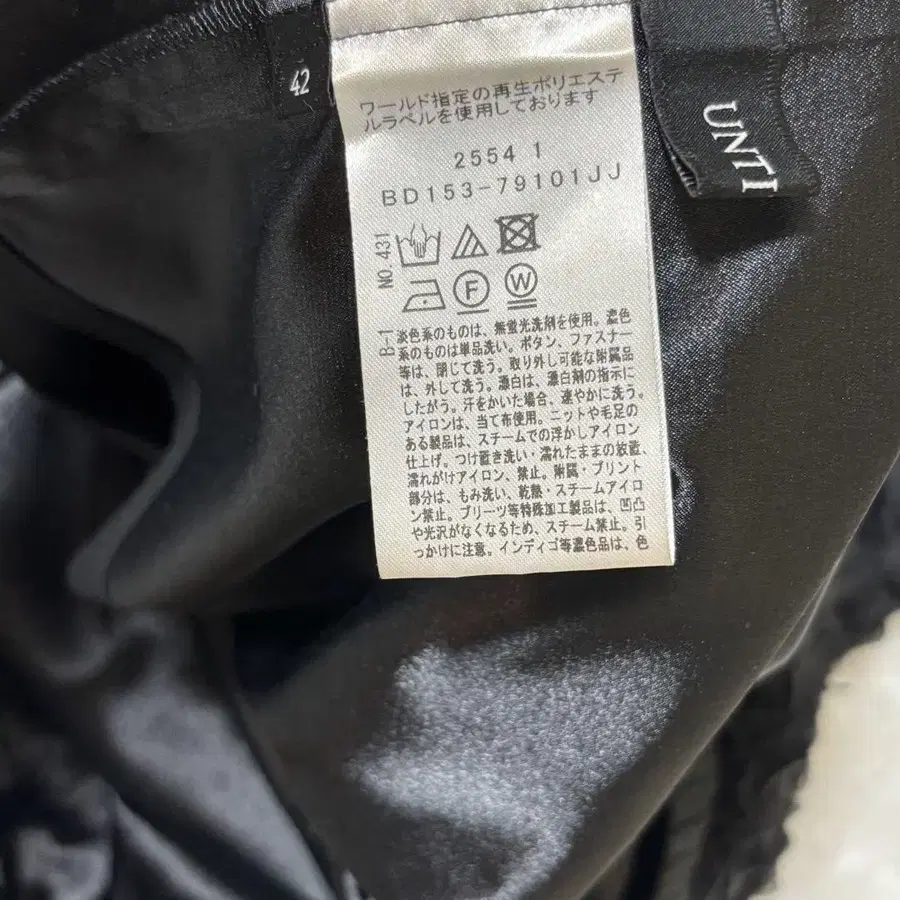 42
ワールド指定の再生ポリエステ
ルラベルを使用しております
2554 1
BD153-79101JJ
NO.431
F
W
B-1
淡色系のものは、無蛍光洗剤を使用。濃色
系のものは単品洗い。ボタン、ファスナー
等は、閉じて洗う。取り外し可能な附属品
は、外して洗う。漂白は、漂白剤の指示に
したがう。汗をかいた場合、速やかに洗う。
アイロンは、当て布使用。ニットや毛足の
ある製品は、スチームでの浮かしアイロン
仕上げ。つけ置き洗い・濡れたままの放置、
濡れがけアイロン、禁止。附属・プリント
部分は、もみ洗い、乾熱・スチームアイロ
ン禁止。プリーツ等特殊加工製品は、凹凸
や光沢がなくなるため、スチーム禁止。引
っかけに注意。インディゴ等濃色品は、色
UNTI